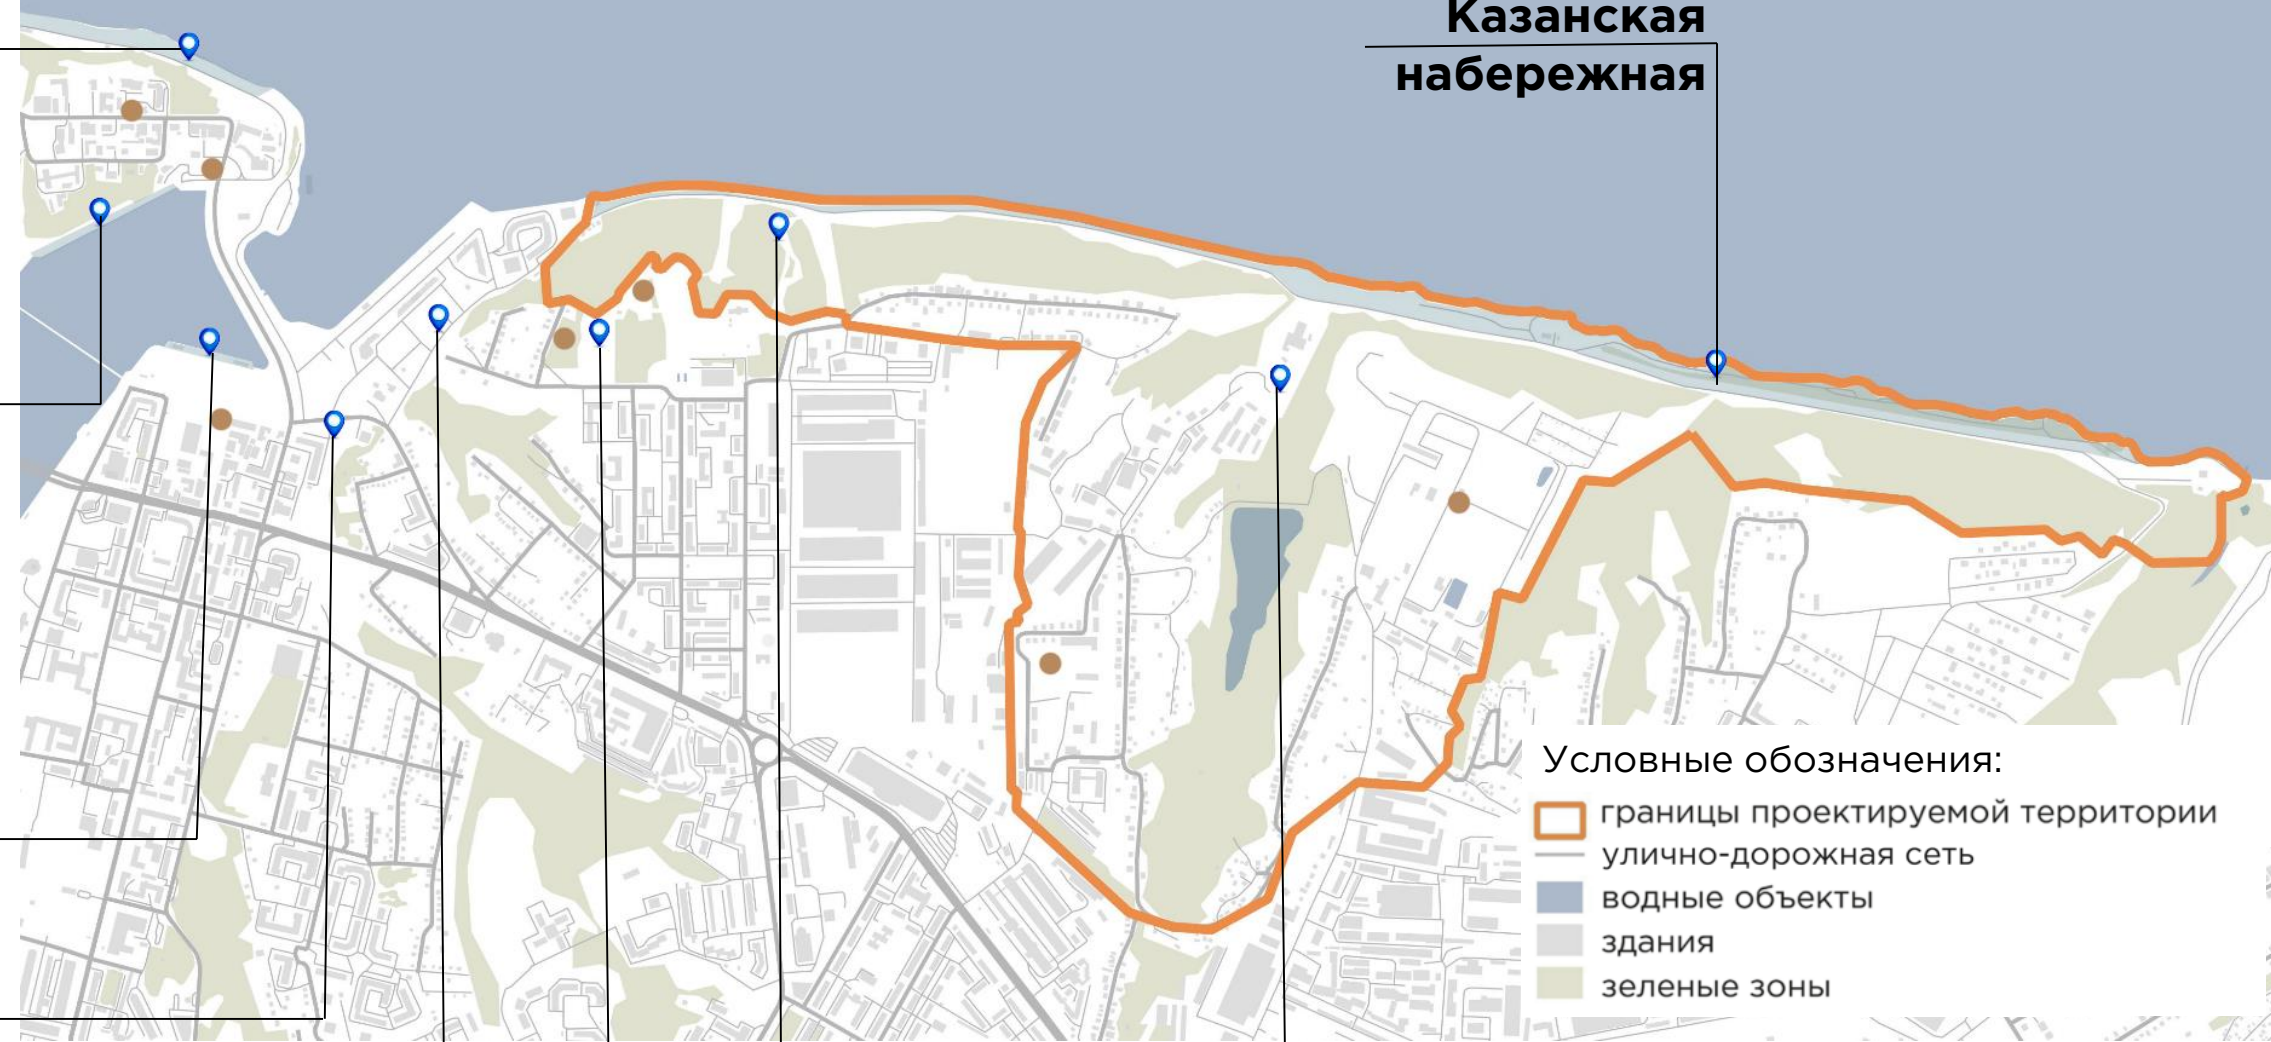 Казанская
набережная
Условные обозначения:
границы проектируемой территории
улично-дорожная сеть
водные объекты
здания
зеленые зоны